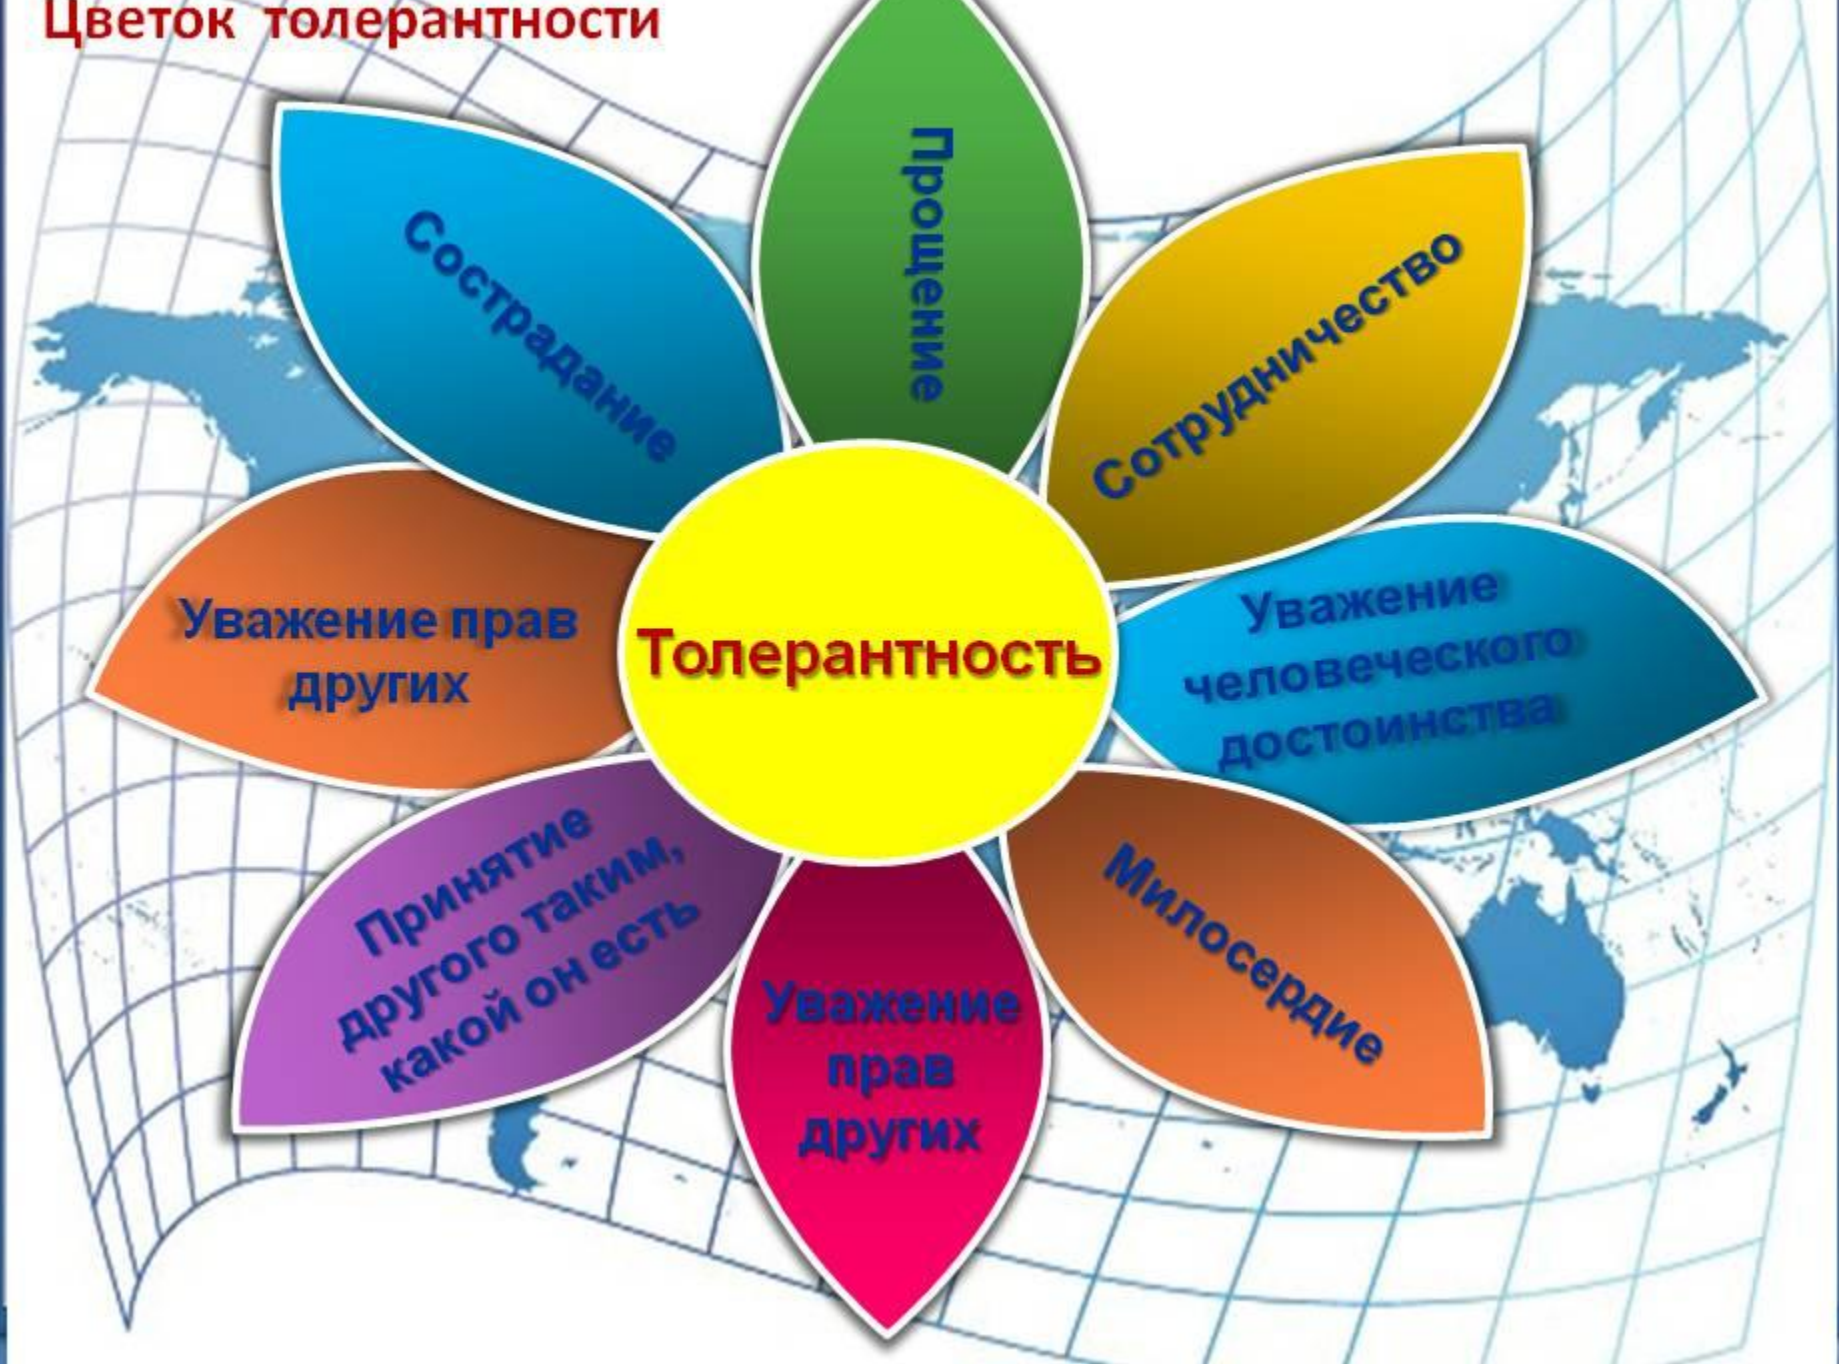 Цветок толерантности
Прощение
Сострадание
Сотрудничество
Уважение прав
других
Толерантность
Уважение
человеческого
достоинства
Принятие
другого таким,
какой он есть
Милосердие
Уважение
прав
других